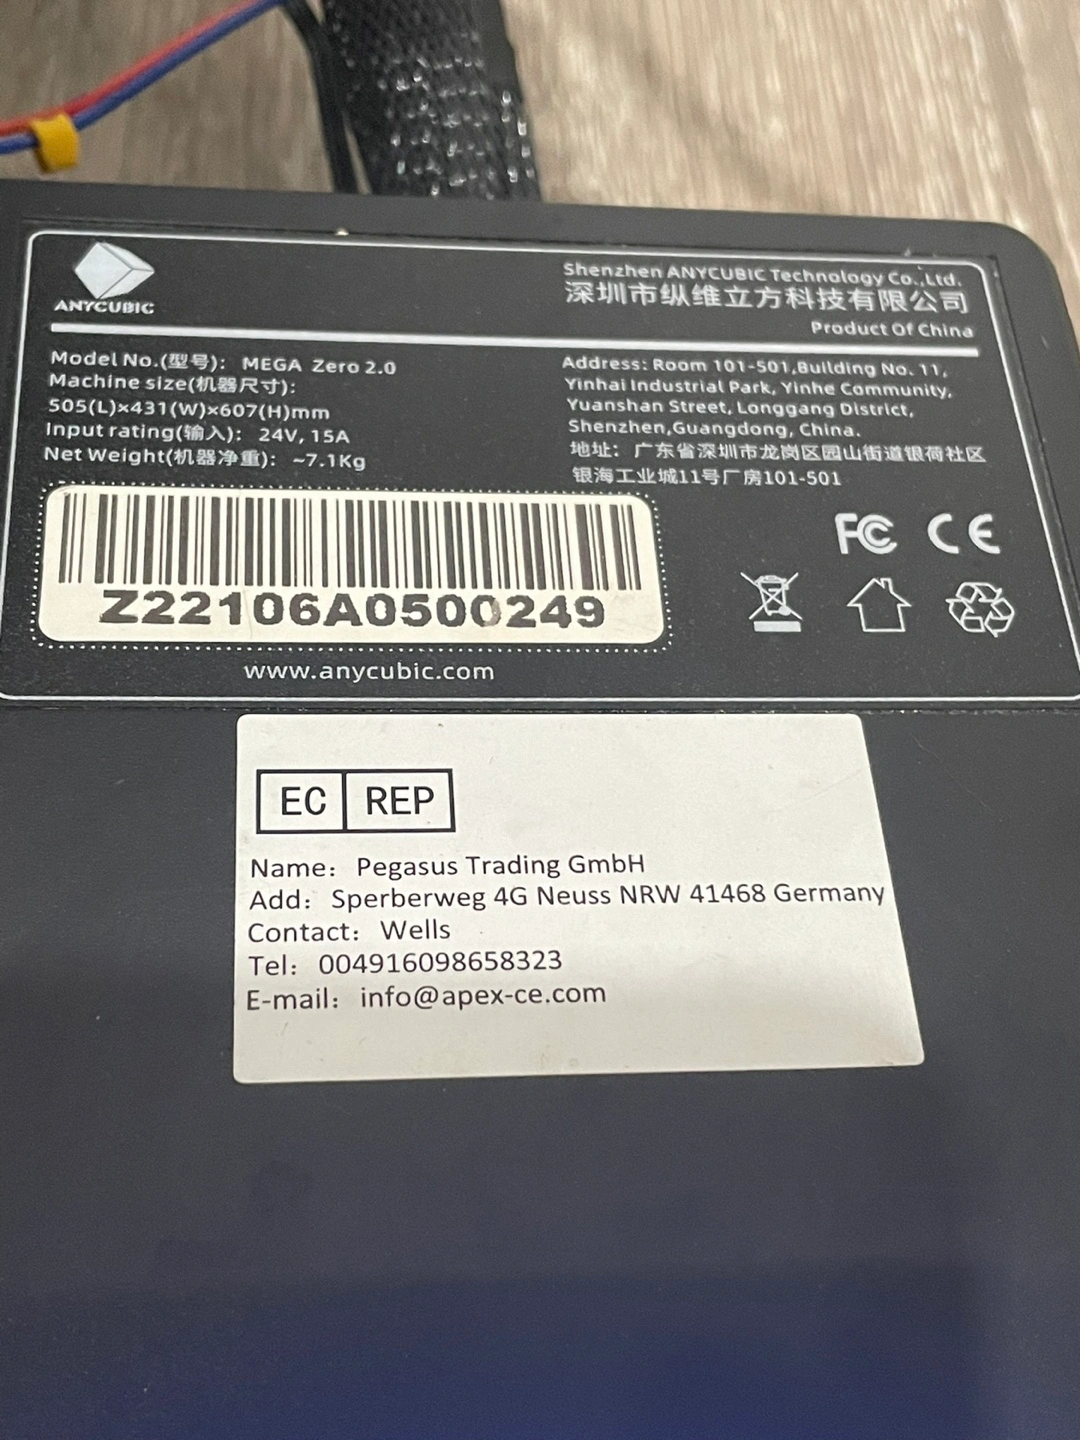 ANYCUBIC
Shenzhen ANYCUBIC Technology Co.,Ltd.
深圳市纵维立方科技有限公司
Product Of China
Model No.(型号): MEGA Zero 2.0
Machine size(机器尺寸):
505(L)×431(W)×607(H)mm
Input rating(输入): 24V, 15A
Net Weight(机器净重): ~7.1Kg
Address: Room 101-501,Building No. 11,
Yinhai Industrial Park, Yinhe Community,
Yuanshan Street, Longgang District,
Shenzhen,Guangdong, China.
地址: 广东省深圳市龙岗区园山街道银荷社区
银海工业城11号厂房101-501
Z22106A0500249
FC CE
www.anycubic.com
EC REP
Name: Pegasus Trading GmbH
Add: Sperberweg 4G Neuss NRW 41468 Germany
Contact: Wells
Tel: 004916098658323
E-mail: info@apex-ce.com